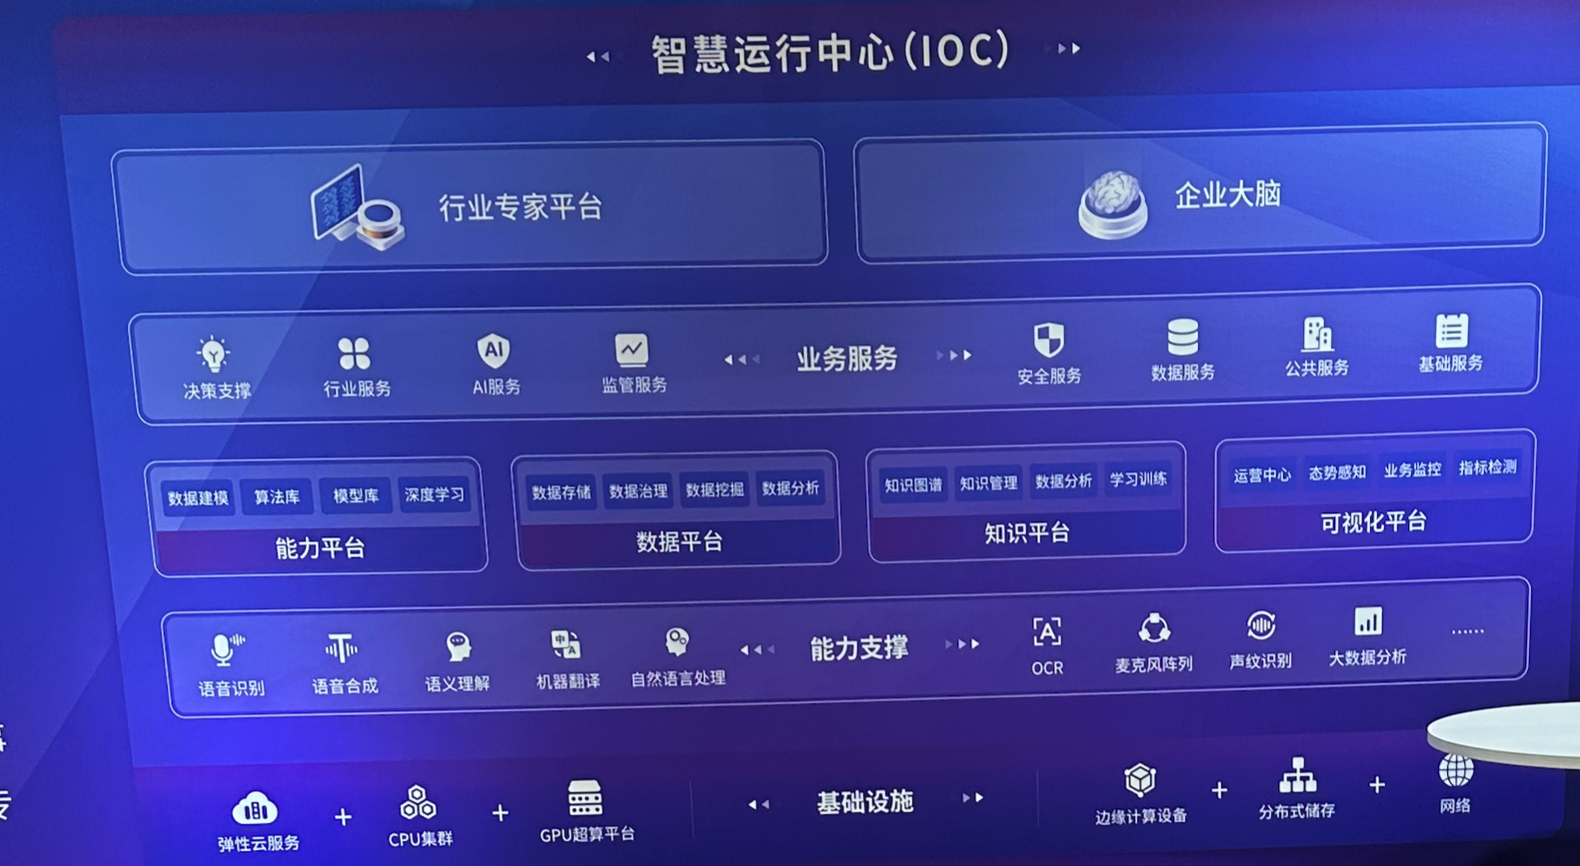 智慧运行中心(IOC)
行业专家平台
企业大脑
决策支撑 行业服务 AI服务 监管服务 业务服务 安全服务 数据服务 公共服务 基础服务
数据建模 算法库 模型库 深度学习
能力平台
数据存储 数据治理 数据挖掘 数据分析
数据平台
知识图谱 知识管理 数据分析 学习训练
知识平台
运营中心 态势感知 业务监控 指标检测
可视化平台
语音识别 语音合成 语义理解 机器翻译 自然语言处理 能力支撑 OCR 麦克风阵列 声纹识别 大数据分析 ……
弹性云服务 + CPU集群 + GPU超算平台 基础设施 边缘计算设备 + 分布式储存 + 网络